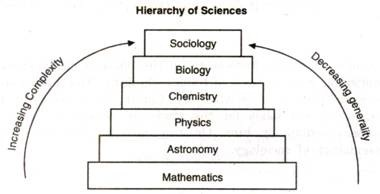 Hierarchy of Sciences
Sociology
Biology
Chemistry
Physics
Astronomy
Mathematics
Increasing Complexity
Decreasing generality